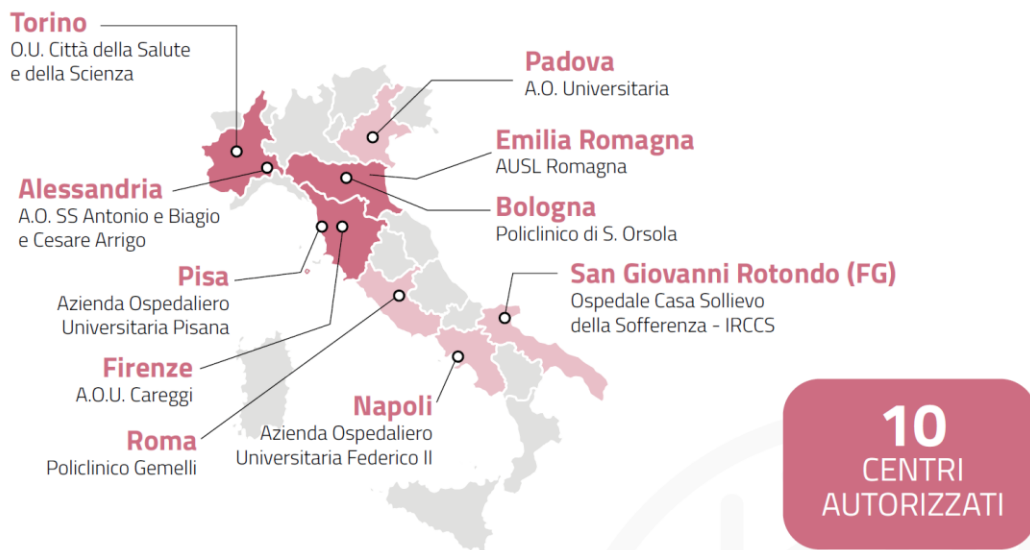 Torino
O.U. Città della Salute
e della Scienza
Padova
A.O. Universitaria
Emilia Romagna
AUSL Romagna
Alessandria
A.O. SS Antonio e Biagio
e Cesare Arrigo
Bologna
Policlinico di S. Orsola
Pisa
Azienda Ospedaliero
Universitaria Pisana
San Giovanni Rotondo (FG)
Ospedale Casa Sollievo
della Sofferenza - IRCCS
Firenze
A.O.U. Careggi
Napoli
Azienda Ospedaliero
Universitaria Federico II
Roma
Policlinico Gemelli
10
CENTRI
AUTORIZZATI